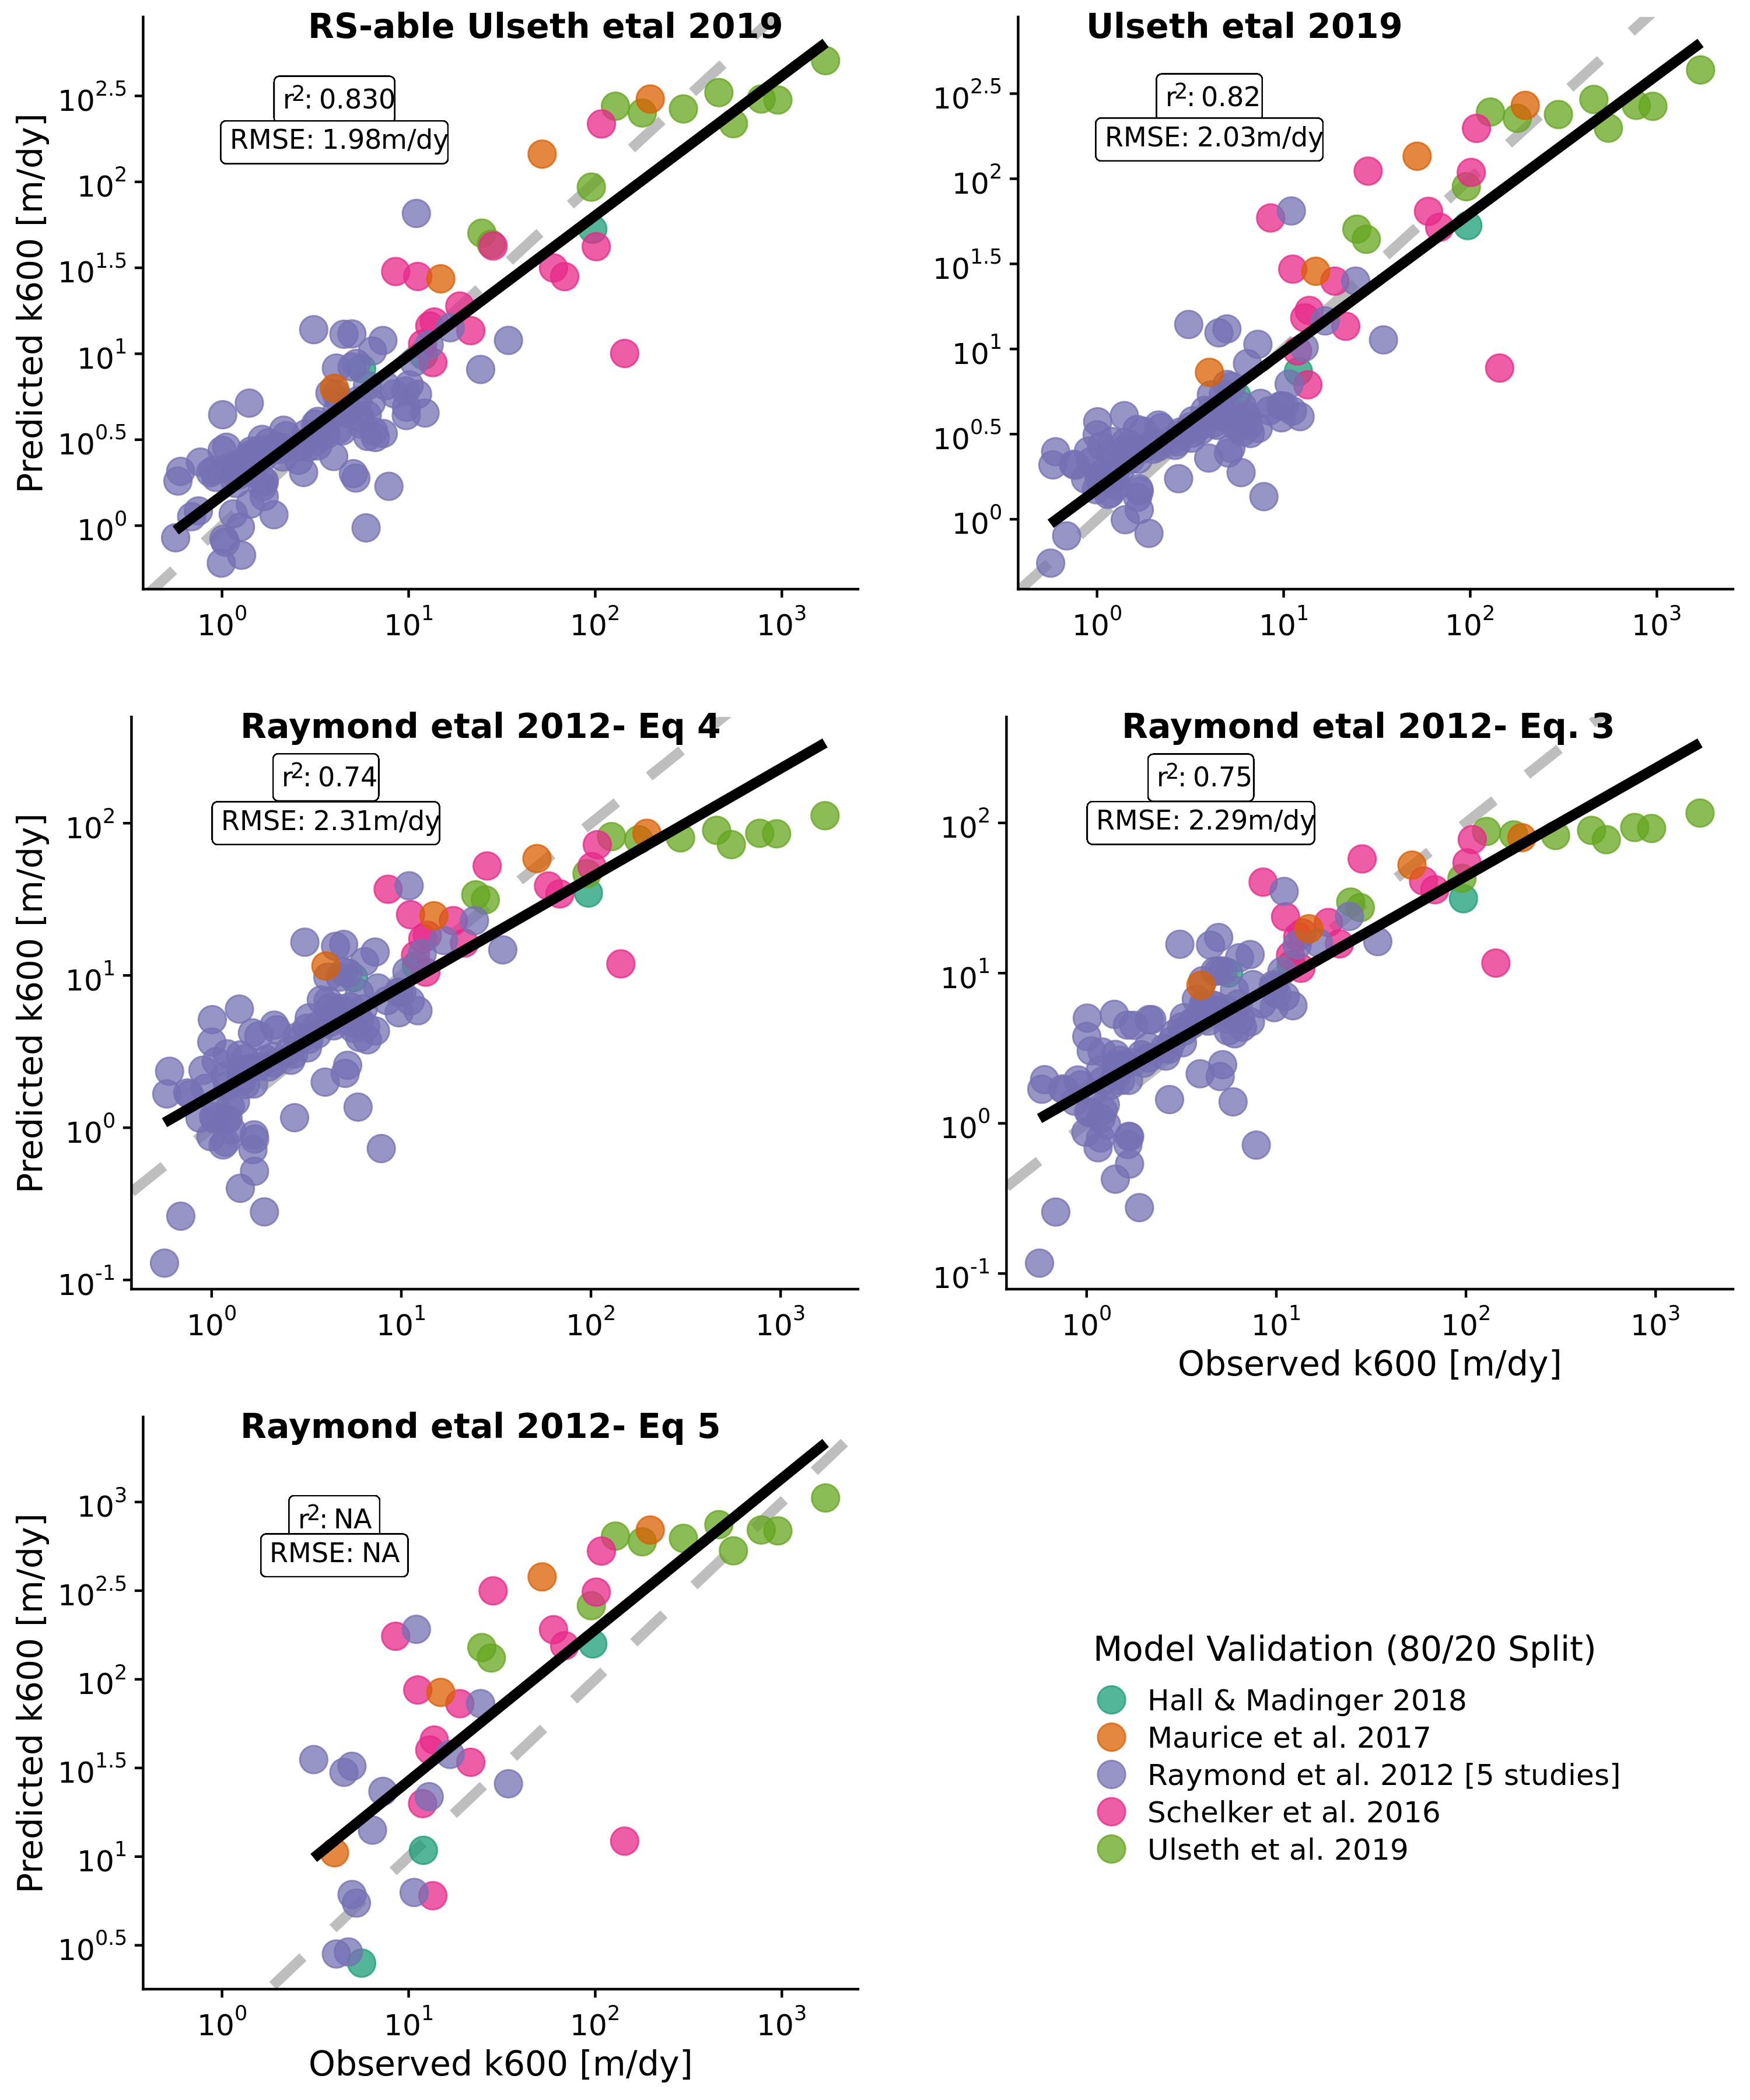 RS-able Ulseth etal 2019
r²: 0.830
RMSE: 1.98m/dy
Predicted k600 [m/dy]
10^2.5
10^2
10^1.5
10^1
10^0.5
10^0
10^0 10^1 10^2 10^3
Ulseth etal 2019
r²: 0.82
RMSE: 2.03m/dy
10^2.5
10^2
10^1.5
10^1
10^0.5
10^0
10^0 10^1 10^2 10^3
Raymond etal 2012- Eq 4
r²: 0.74
RMSE: 2.31m/dy
Predicted k600 [m/dy]
10^2
10^1
10^0
10^-1
10^0 10^1 10^2 10^3
Raymond etal 2012- Eq. 3
r²: 0.75
RMSE: 2.29m/dy
10^2
10^1
10^0
10^-1
10^0 10^1 10^2 10^3
Observed k600 [m/dy]
Raymond etal 2012- Eq 5
r²: NA
RMSE: NA
Predicted k600 [m/dy]
10^3
10^2.5
10^2
10^1.5
10^1
10^0.5
10^0 10^1 10^2 10^3
Observed k600 [m/dy]
Model Validation (80/20 Split)
Hall & Madinger 2018
Maurice et al. 2017
Raymond et al. 2012 [5 studies]
Schelker et al. 2016
Ulseth et al. 2019